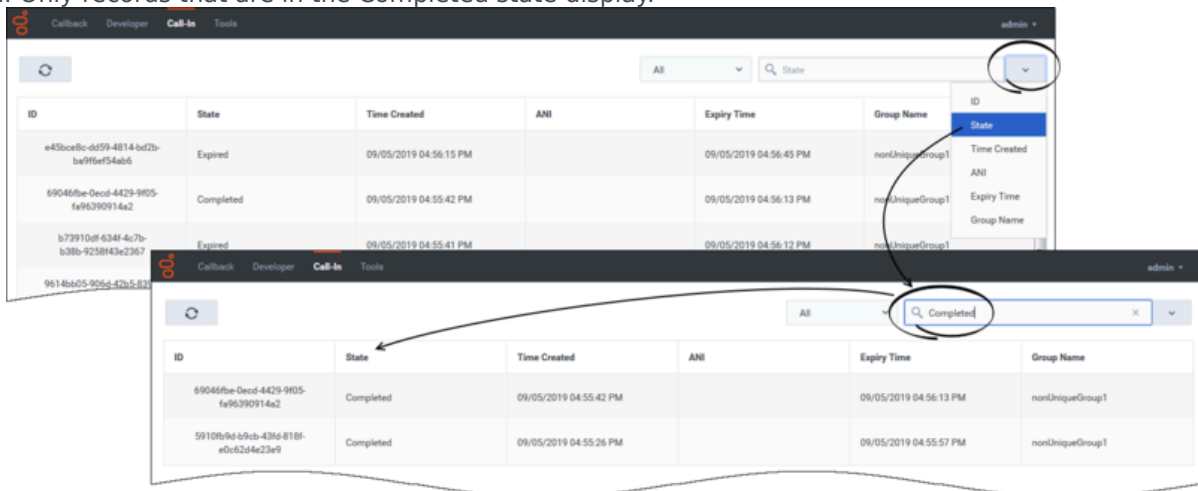 Only records that are in the Completed state display.
Callback Developer Call-In Tools admin
All State
ID State Time Created ANI Expiry Time Group Name
ID
State
Time Created
ANI
Expiry Time
Group Name
e45bce8c-dd59-4814-bd2b-
ba9f6ef54ab6 Expired 09/05/2019 04:56:15 PM 09/05/2019 04:56:45 PM nonUniqueGroup1
69046fbe-0ecd-4429-9f05-
fa96390914a2 Completed 09/05/2019 04:55:42 PM 09/05/2019 04:56:13 PM nonUniqueGroup1
b73910df-634f-4c7b-
b38b-9258f43e2367 Expired 09/05/2019 04:55:41 PM 09/05/2019 04:56:12 PM nonUniqueGroup1
9614bb05-906d-42b5-839
Callback Developer Call-In Tools admin
All Completed
ID State Time Created ANI Expiry Time Group Name
69046fbe-0ecd-4429-9f05-
fa96390914a2 Completed 09/05/2019 04:55:42 PM 09/05/2019 04:56:13 PM nonUniqueGroup1
5910fb9d-b9cb-43fd-818f-
e0c62d4e23e9 Completed 09/05/2019 04:55:26 PM 09/05/2019 04:55:57 PM nonUniqueGroup1